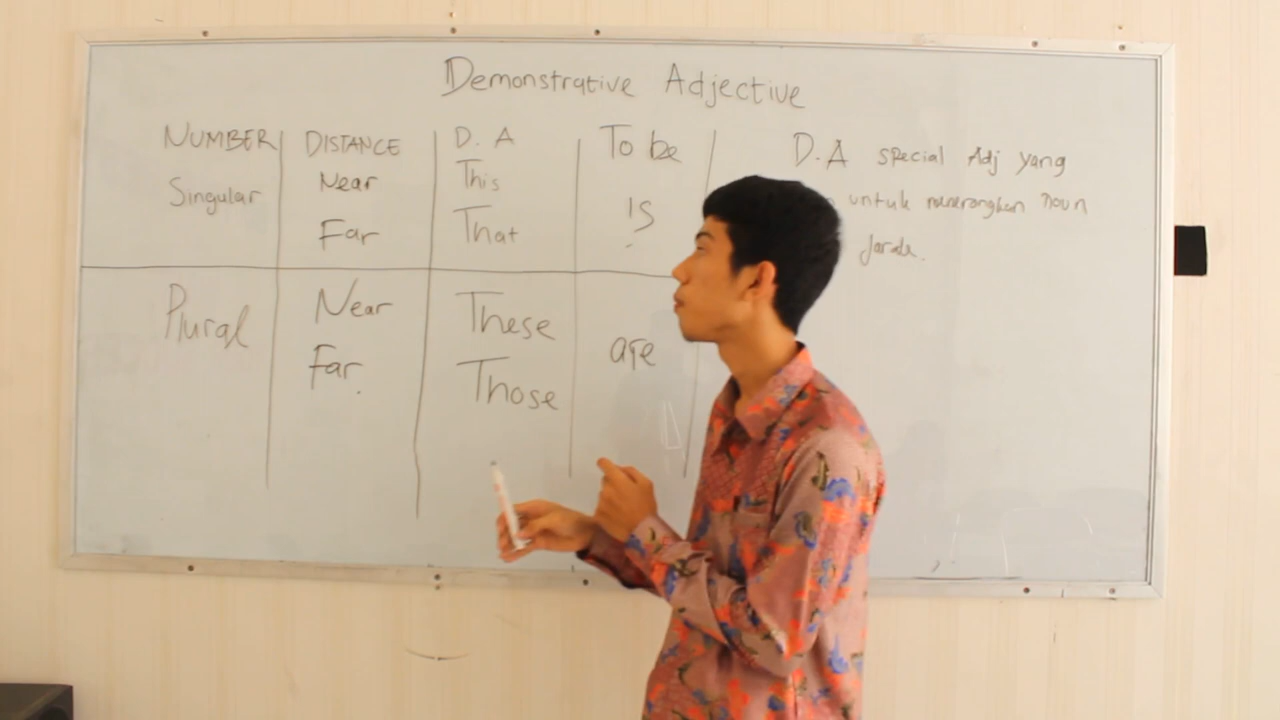 Demonstrative Adjective
NUMBER DISTANCE D. A To be
Singular Near This is
Far That
Plural Near These are
Far. Those
D.A special Adj yang
untuk menerangkan noun
Jarak.